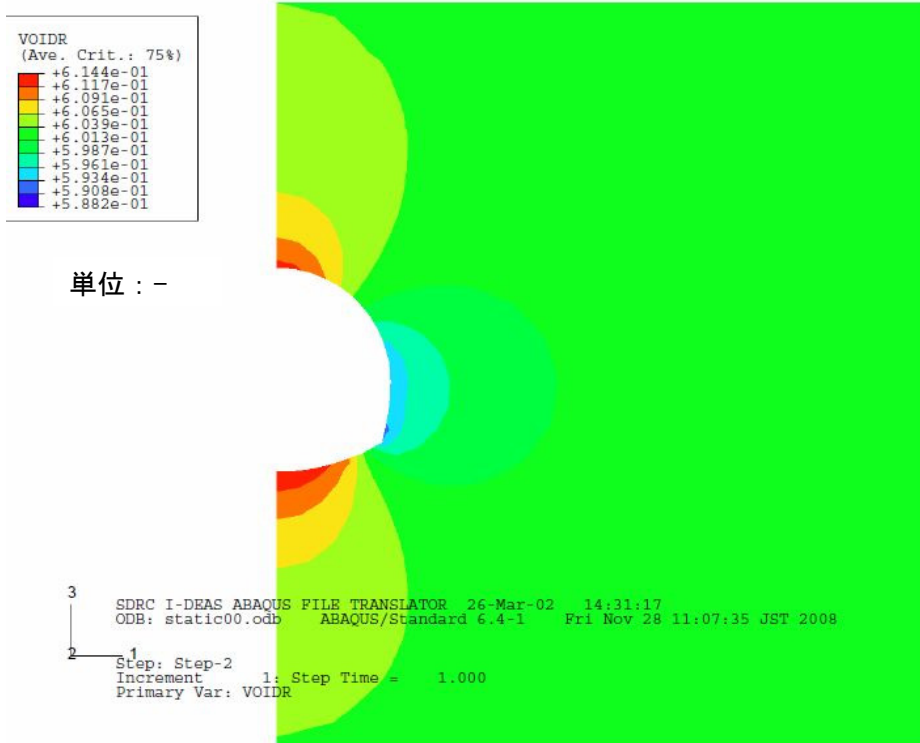 VOIDR
(Ave. Crit.: 75%)
+6.144e-01
+6.117e-01
+6.091e-01
+6.065e-01
+6.039e-01
+6.013e-01
+5.987e-01
+5.961e-01
+5.934e-01
+5.908e-01
+5.882e-01
単位：－
3
2
1
SDRC I-DEAS ABAQUS FILE TRANSLATOR 26-Mar-02 14:31:17
ODB: static00.odb ABAQUS/Standard 6.4-1 Fri Nov 28 11:07:35 JST 2008
Step: Step-2
Increment 1: Step Time = 1.000
Primary Var: VOIDR